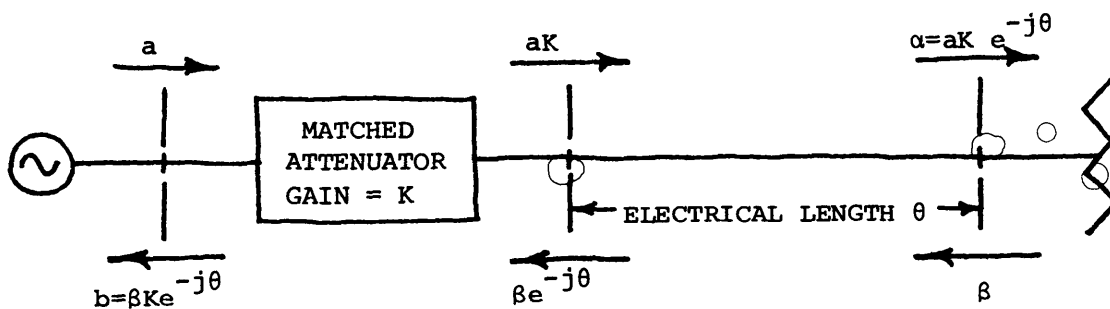 a
aK
α=aK e^-jθ
MATCHED
ATTENUATOR
GAIN = K
ELECTRICAL LENGTH θ
b=βKe^-jθ
βe^-jθ
β